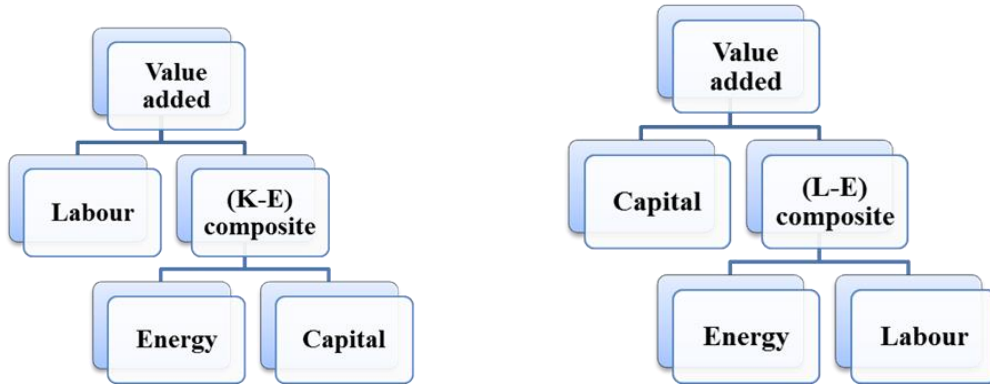 Value
added
Labour
(K-E)
composite
Energy
Capital
Value
added
Capital
(L-E)
composite
Energy
Labour